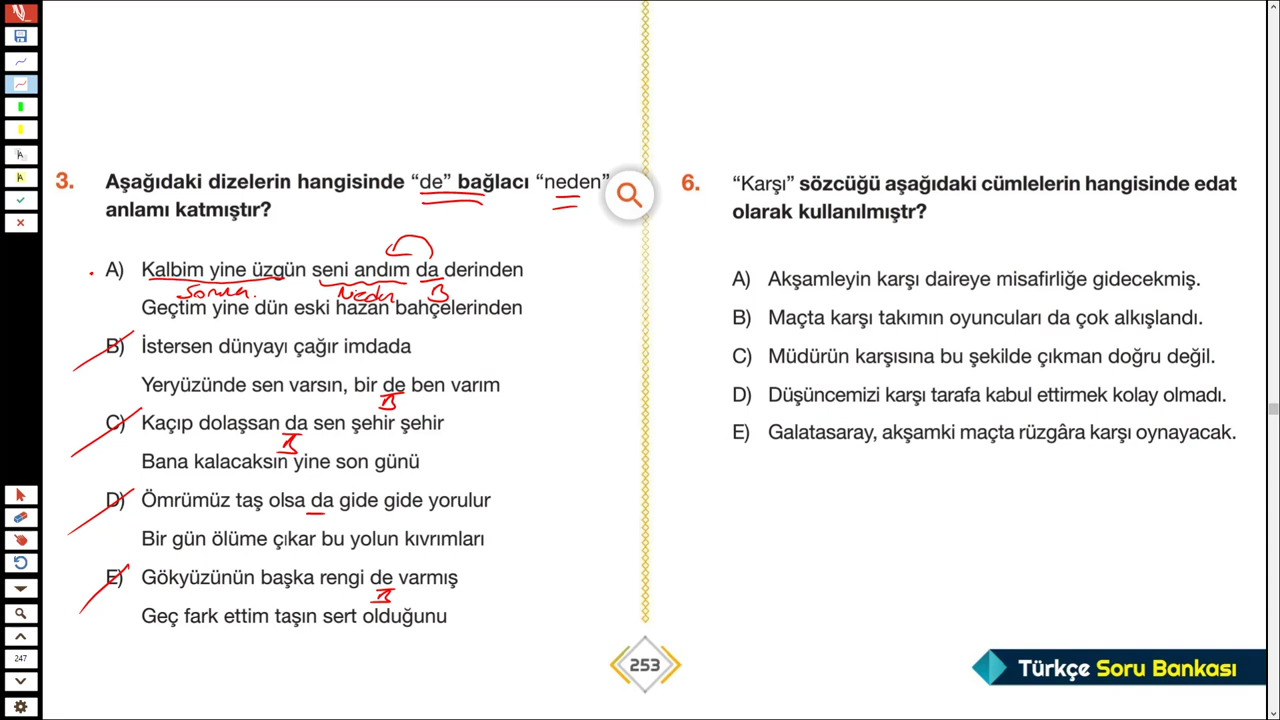 3. Aşağıdaki dizelerin hangisinde “de” bağlacı “neden”
anlamı katmıştır?
A) Kalbim yine üzgün seni andım da derinden
Sonuç. Neden B
Geçtim yine dün eski hazan bahçelerinden
B) İstersen dünyayı çağır imdada
Yeryüzünde sen varsın, bir de ben varım
B
C) Kaçıp dolaşsan da sen şehir şehir
B
Bana kalacaksın yine son günü
D) Ömrümüz taş olsa da gide gide yorulur
Bir gün ölüme çıkar bu yolun kıvrımları
E) Gökyüzünün başka rengi de varmış
B
Geç fark ettim taşın sert olduğunu
6. “Karşı” sözcüğü aşağıdaki cümlelerin hangisinde edat
olarak kullanılmıştr?
A) Akşamleyin karşı daireye misafirliğe gidecekmiş.
B) Maçta karşı takımın oyuncuları da çok alkışlandı.
C) Müdürün karşısına bu şekilde çıkman doğru değil.
D) Düşüncemizi karşı tarafa kabul ettirmek kolay olmadı.
E) Galatasaray, akşamki maçta rüzgâra karşı oynayacak.
253
Türkçe Soru Bankası
247